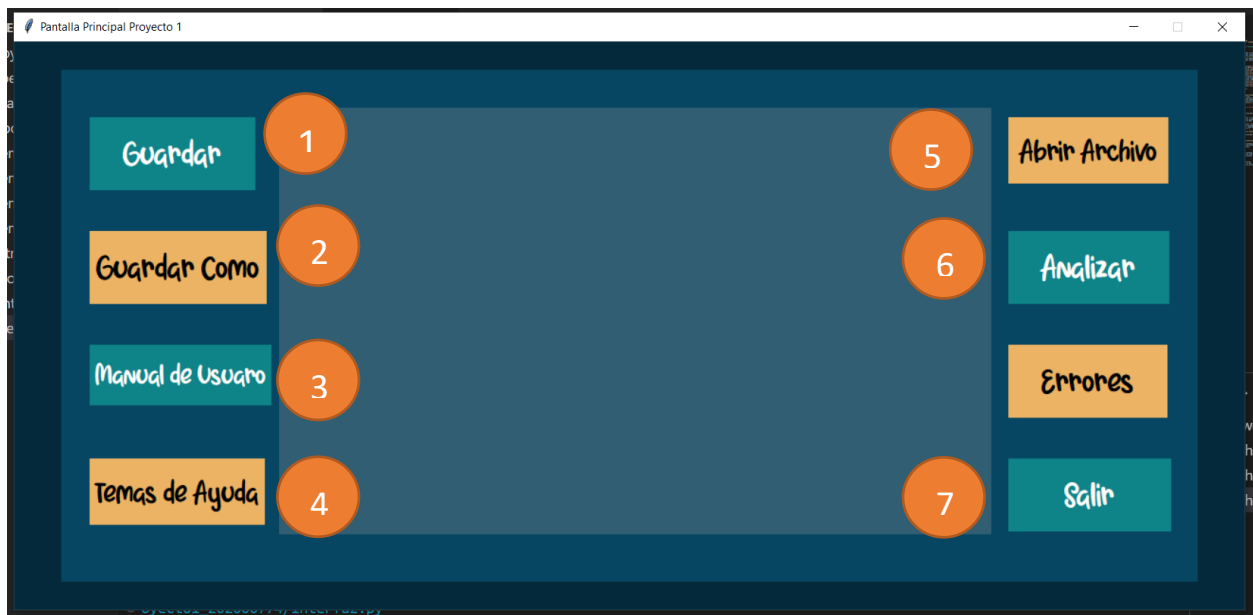 Pantalla Principal Proyecto 1
Guardar
1
5
Abrir Archivo
Guardar Como
2
6
Analizar
Manual de Usuaro
3
Errores
Temas de Ayuda
4
7
Salir